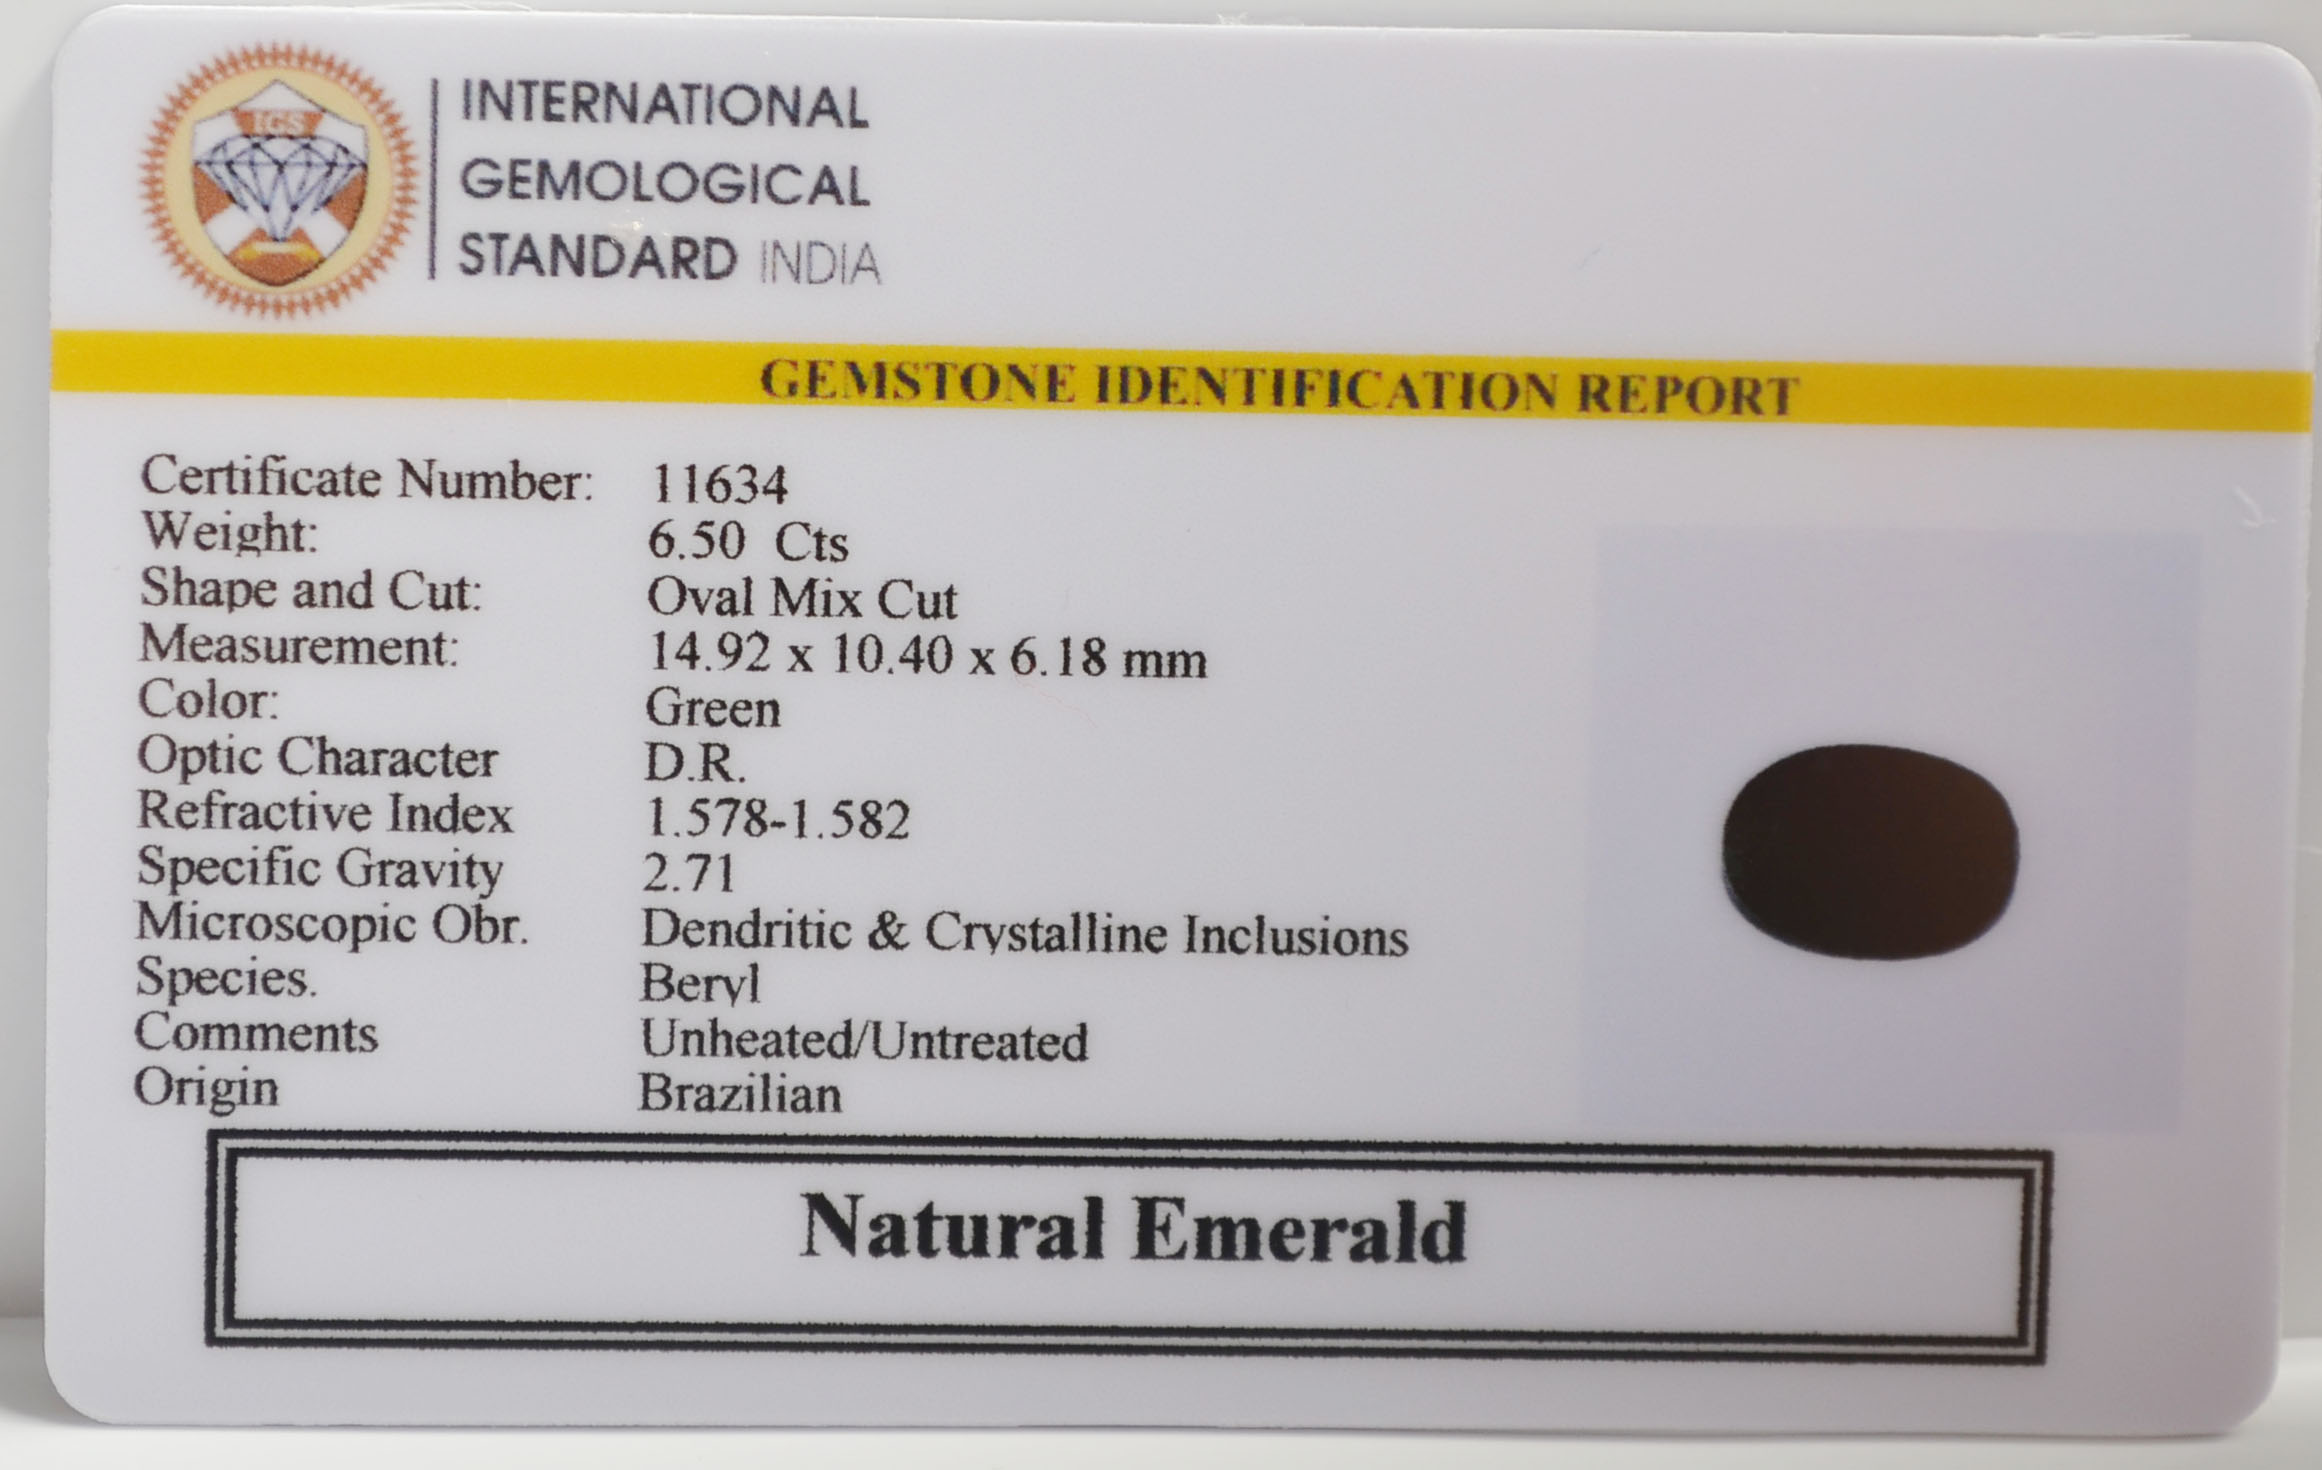 IGS
INTERNATIONAL
GEMOLOGICAL
STANDARD INDIA
GEMSTONE IDENTIFICATION REPORT
Certificate Number: 11634
Weight: 6.50 Cts
Shape and Cut: Oval Mix Cut
Measurement: 14.92 x 10.40 x 6.18 mm
Color: Green
Optic Character D.R.
Refractive Index 1.578-1.582
Specific Gravity 2.71
Microscopic Obr. Dendritic & Crystalline Inclusions
Species. Beryl
Comments Unheated/Untreated
Origin Brazilian
Natural Emerald